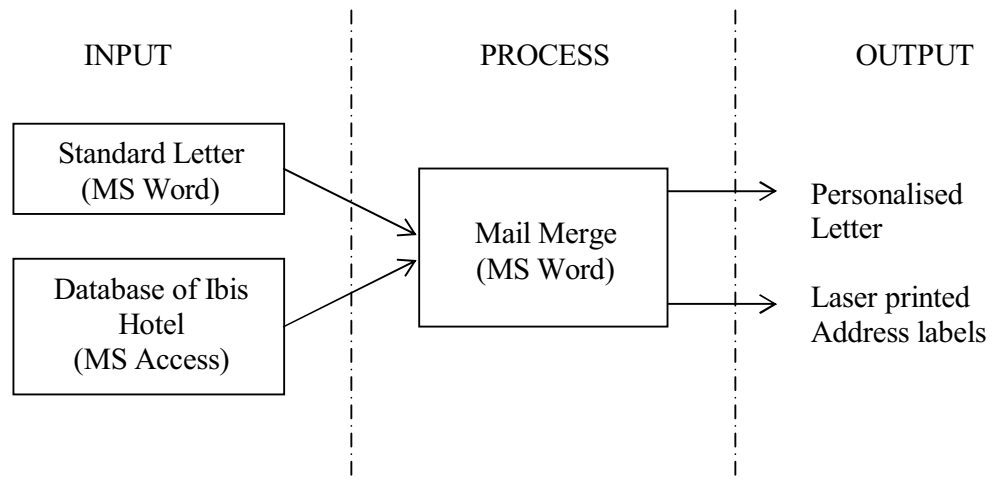 INPUT
PROCESS
OUTPUT
Standard Letter
(MS Word)
Database of Ibis
Hotel
(MS Access)
Mail Merge
(MS Word)
Personalised
Letter
Laser printed
Address labels